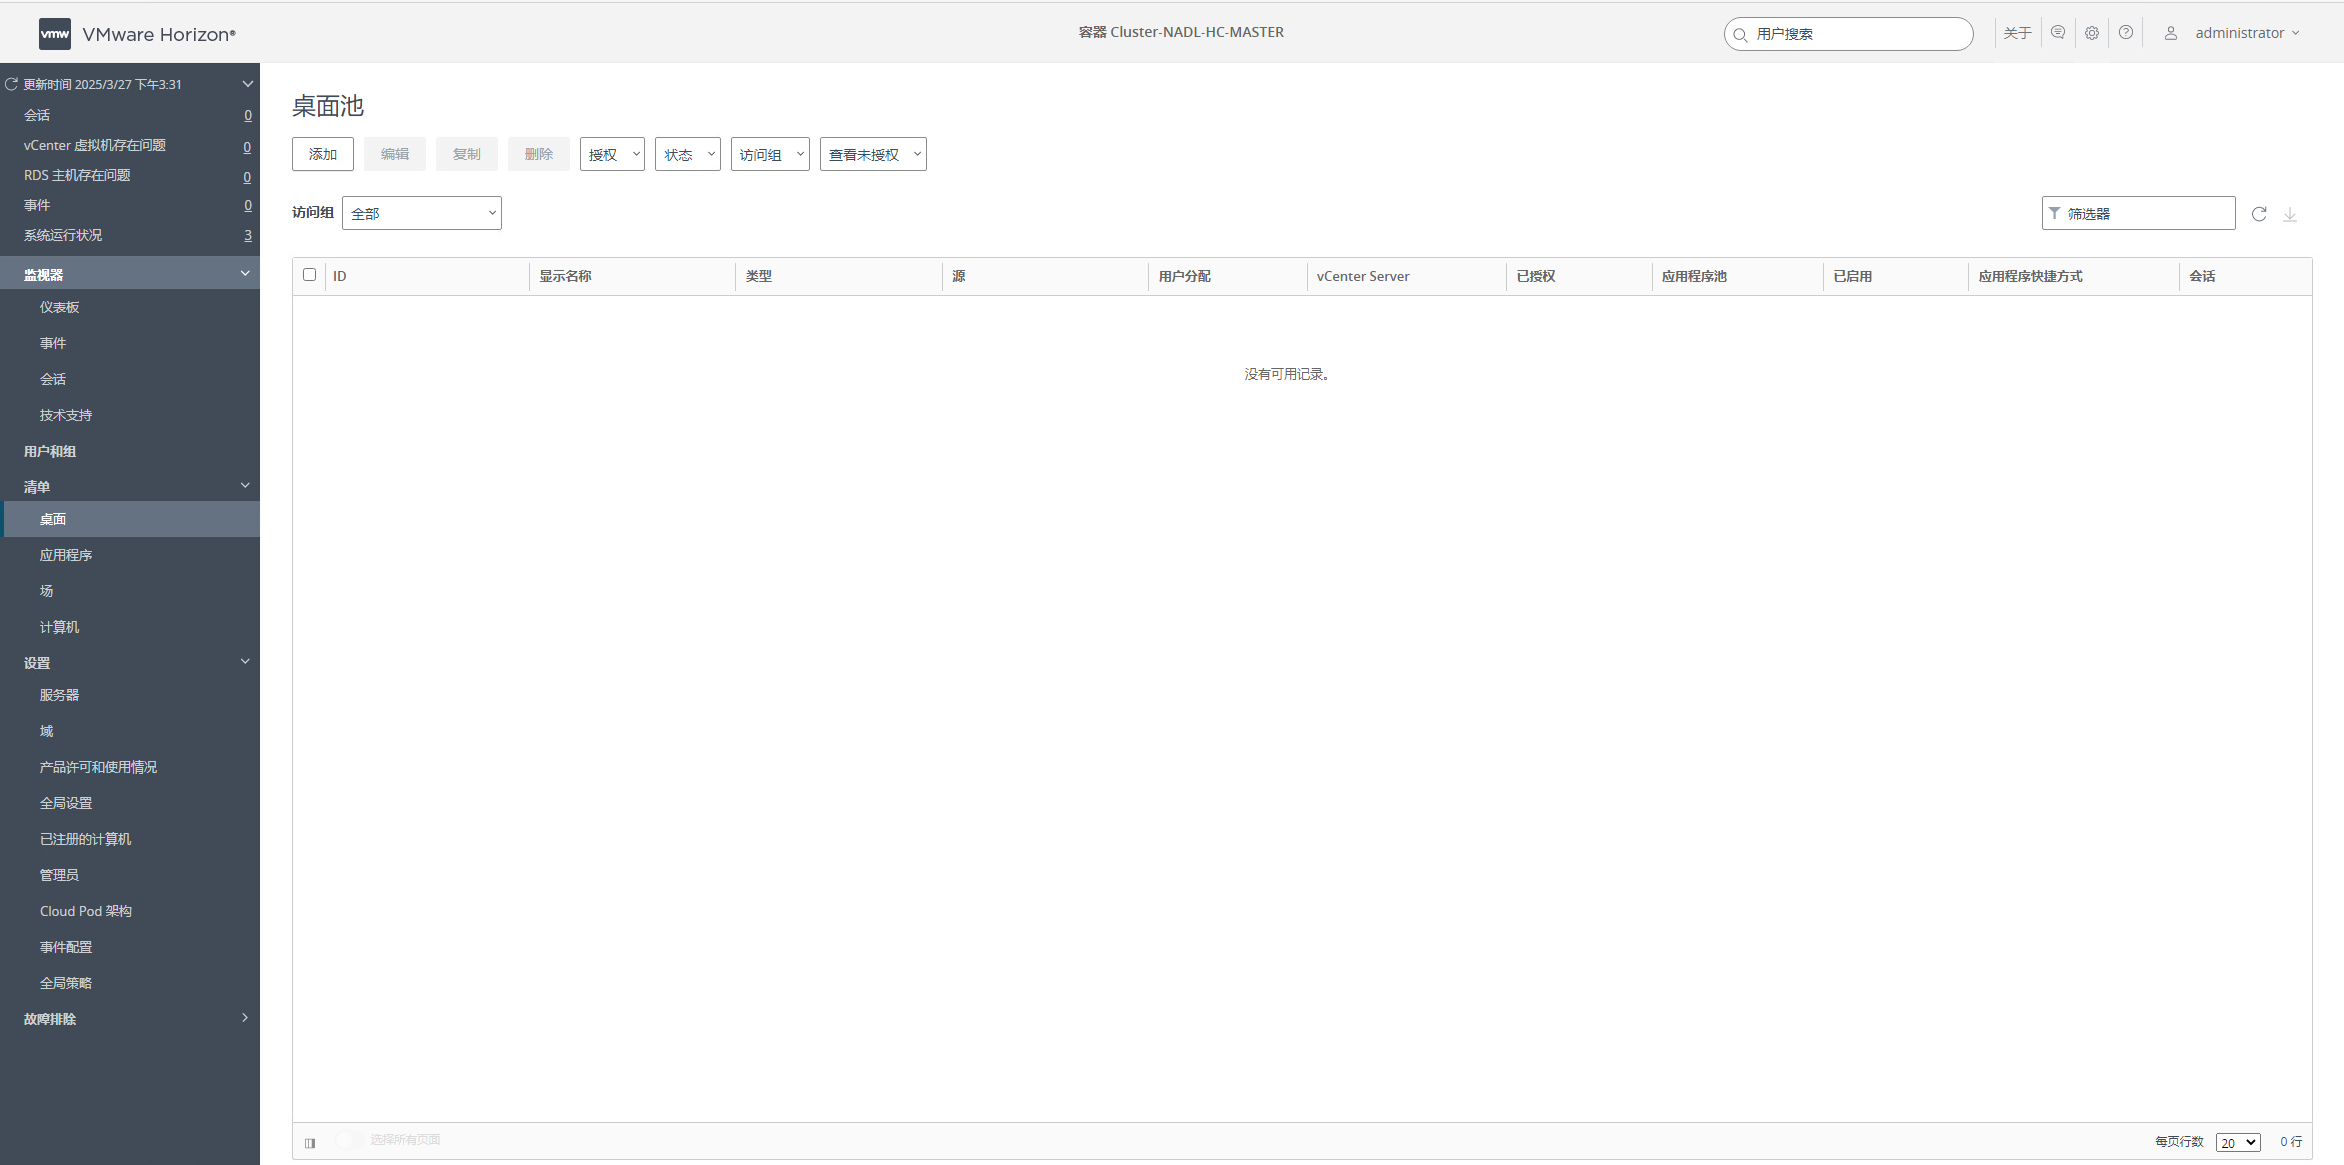 vmw VMware Horizon®
容器 Cluster-NADL-HC-MASTER
用户搜索
关于
administrator
更新时间 2025/3/27 下午3:31
会话 0
vCenter 虚拟机存在问题 0
RDS 主机存在问题 0
事件 0
系统运行状况 3
监视器
仪表板
事件
会话
技术支持
用户和组
清单
桌面
应用程序
场
计算机
设置
服务器
域
产品许可和使用情况
全局设置
已注册的计算机
管理员
Cloud Pod 架构
事件配置
全局策略
故障排除
桌面池
添加 编辑 复制 删除 授权 状态 访问组 查看未授权
访问组 全部 筛选器
ID 显示名称 类型 源 用户分配 vCenter Server 已授权 应用程序池 已启用 应用程序快捷方式 会话
没有可用记录。
选择所有页面 每页行数 20 0 行